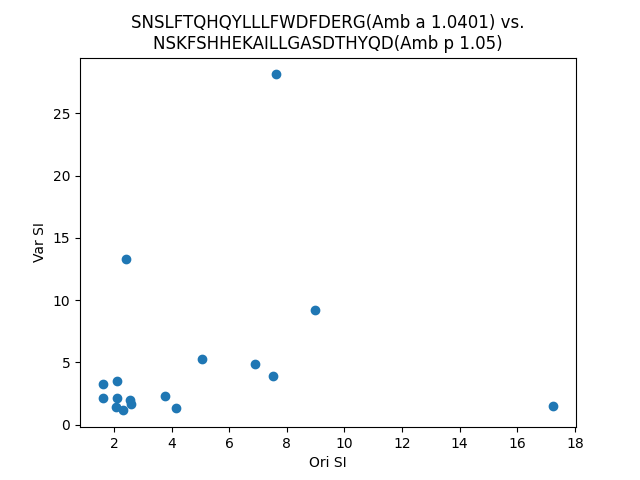 SNSLFTQHQYLLLFWDFDERG(Amb a 1.0401) vs.
NSKFSHHEKAILLGASDTHYQD(Amb p 1.05)
25
20
15
10
5
0
Var SI
2 4 6 8 10 12 14 16 18
Ori SI